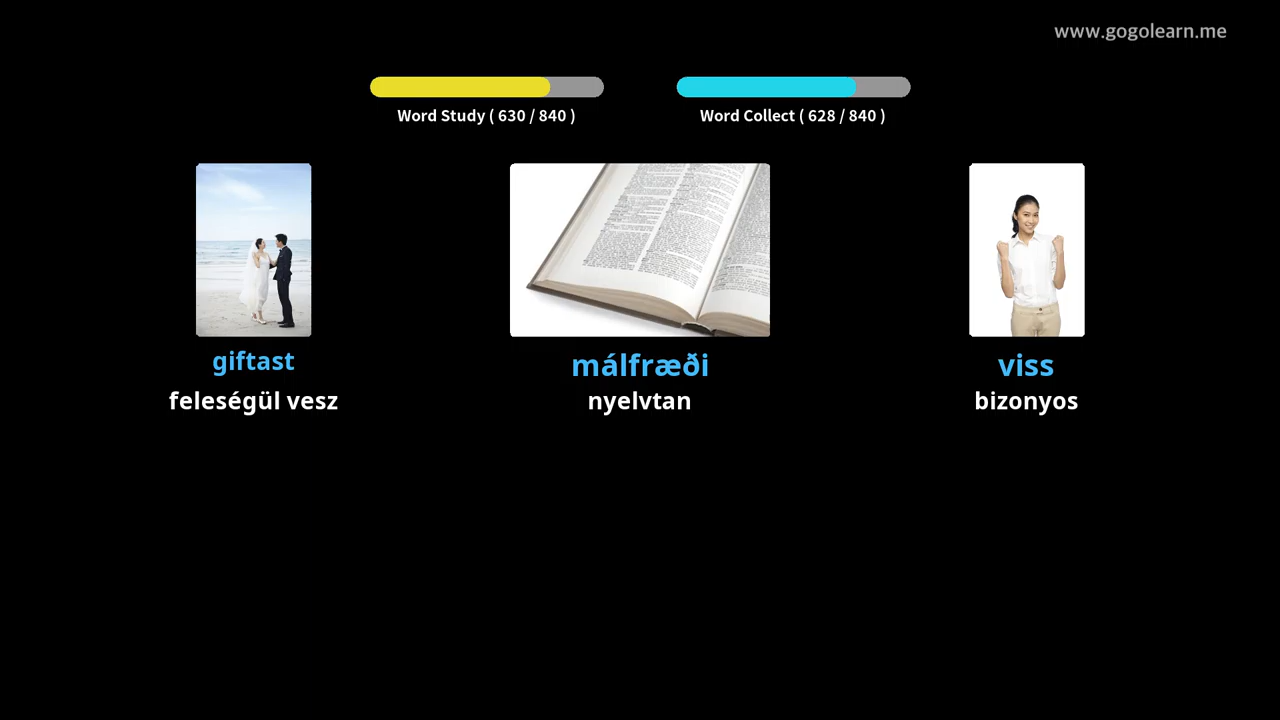 www.gogolearn.me
Word Study ( 630 / 840 )
Word Collect ( 628 / 840 )
giftast
feleségül vesz
málfræði
nyelvtan
viss
bizonyos